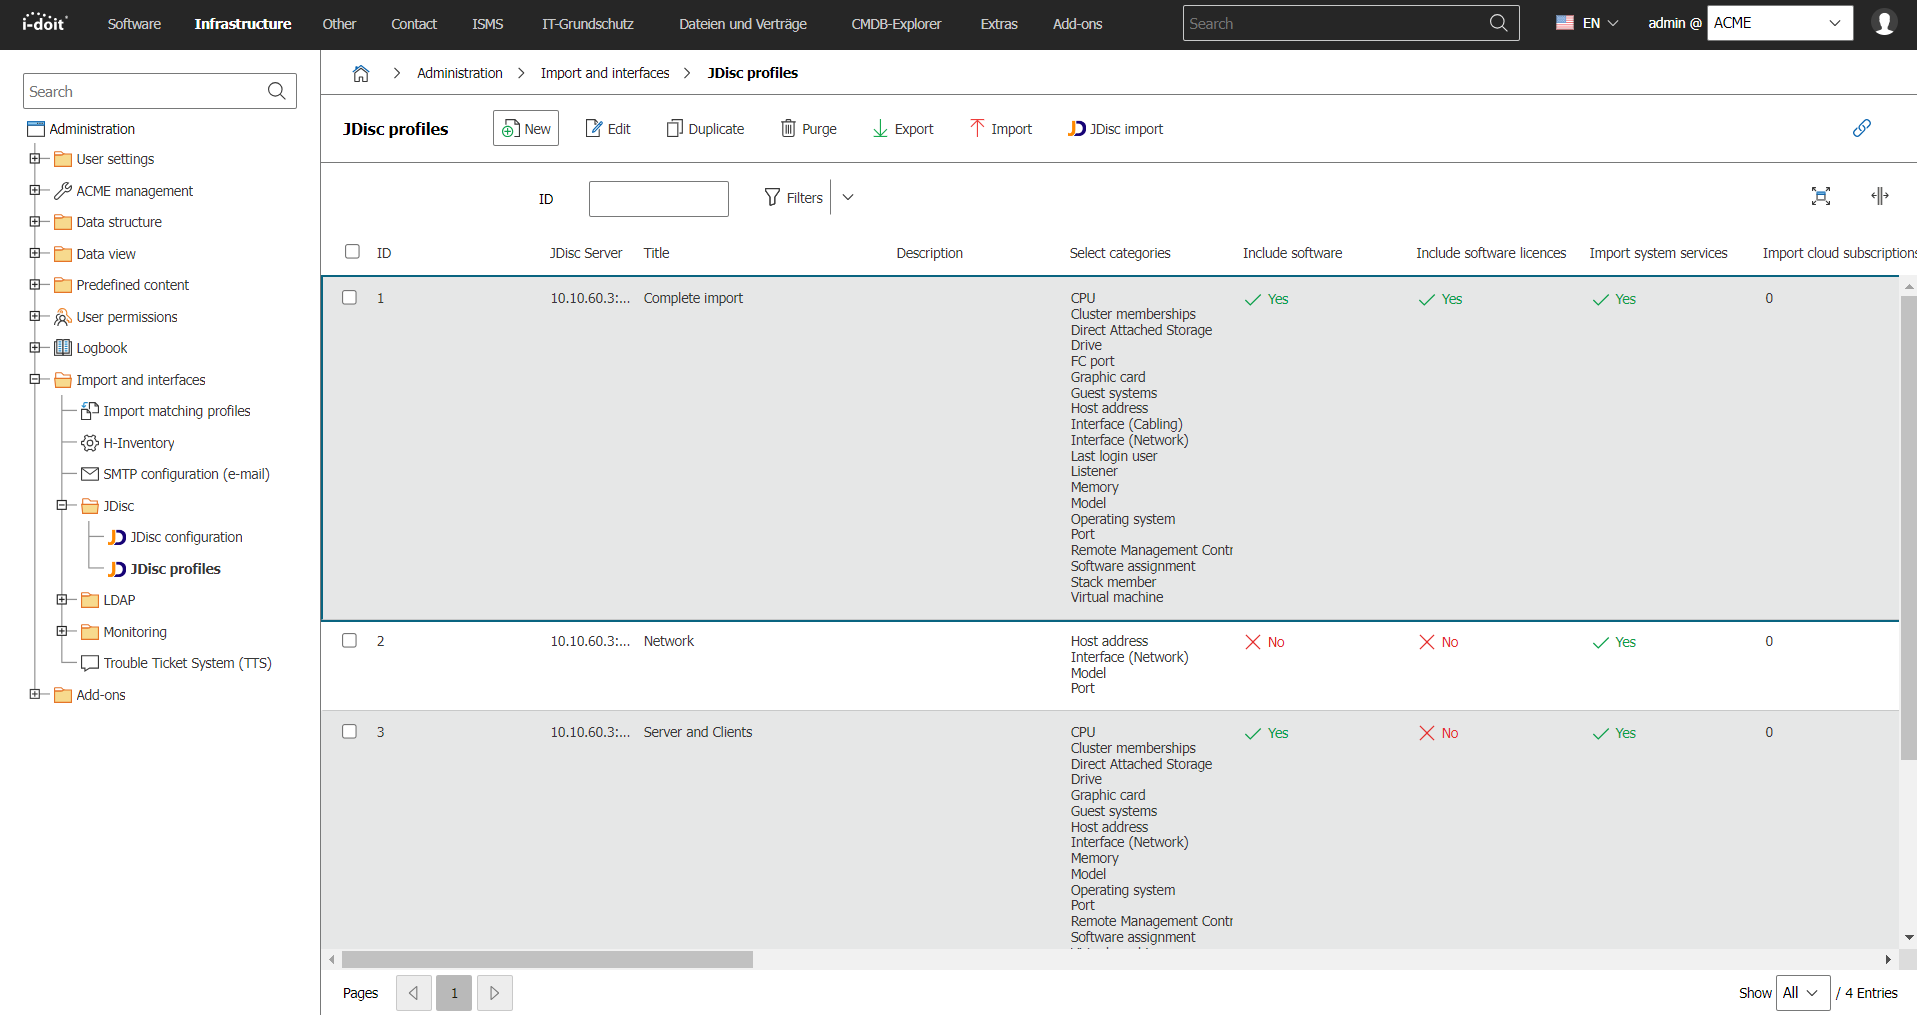 i-doit
Software
Infrastructure
Other
Contact
ISMS
IT-Grundschutz
Dateien und Verträge
CMDB-Explorer
Extras
Add-ons
Search
EN
admin @
ACME
Search
Administration
User settings
ACME management
Data structure
Data view
Predefined content
User permissions
Logbook
Import and interfaces
Import matching profiles
H-Inventory
SMTP configuration (e-mail)
JDisc
JDisc configuration
JDisc profiles
LDAP
Monitoring
Trouble Ticket System (TTS)
Add-ons
Administration
Import and interfaces
JDisc profiles
JDisc profiles
New
Edit
Duplicate
Purge
Export
Import
JDisc import
ID
Filters
ID
JDisc Server
Title
Description
Select categories
Include software
Include software licences
Import system services
Import cloud subscriptions
1
10.10.60.3:...
Complete import
CPU
Cluster memberships
Direct Attached Storage
Drive
FC port
Graphic card
Guest systems
Host address
Interface (Cabling)
Interface (Network)
Last login user
Listener
Memory
Model
Operating system
Port
Remote Management Contr
Software assignment
Stack member
Virtual machine
Yes
Yes
Yes
0
2
10.10.60.3:...
Network
Host address
Interface (Network)
Model
Port
No
No
Yes
0
3
10.10.60.3:...
Server and Clients
CPU
Cluster memberships
Direct Attached Storage
Drive
Graphic card
Guest systems
Host address
Interface (Network)
Memory
Model
Operating system
Port
Remote Management Contr
Software assignment
Yes
No
Yes
0
Pages
1
Show
All
/ 4 Entries